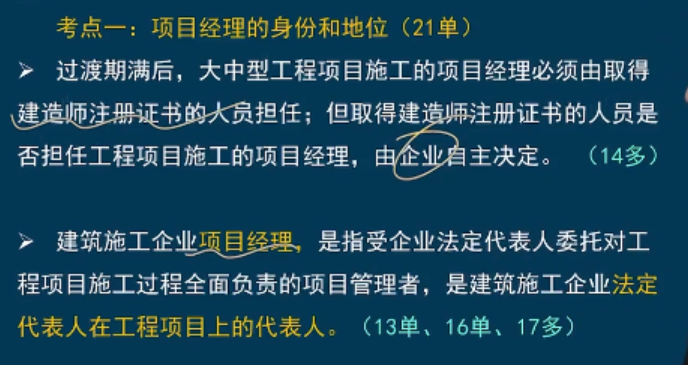 考点一：项目经理的身份和地位（21单）
➢ 过渡期满后，大中型工程项目施工的项目经理必须由取得
建造师注册证书的人员担任；但取得建造师注册证书的人员是
否担任工程项目施工的项目经理，由企业自主决定。（14多）
➢ 建筑施工企业项目经理，是指受企业法定代表人委托对工
程项目施工过程全面负责的项目管理者，是建筑施工企业法定
代表人在工程项目上的代表人。（13单、16单、17多）